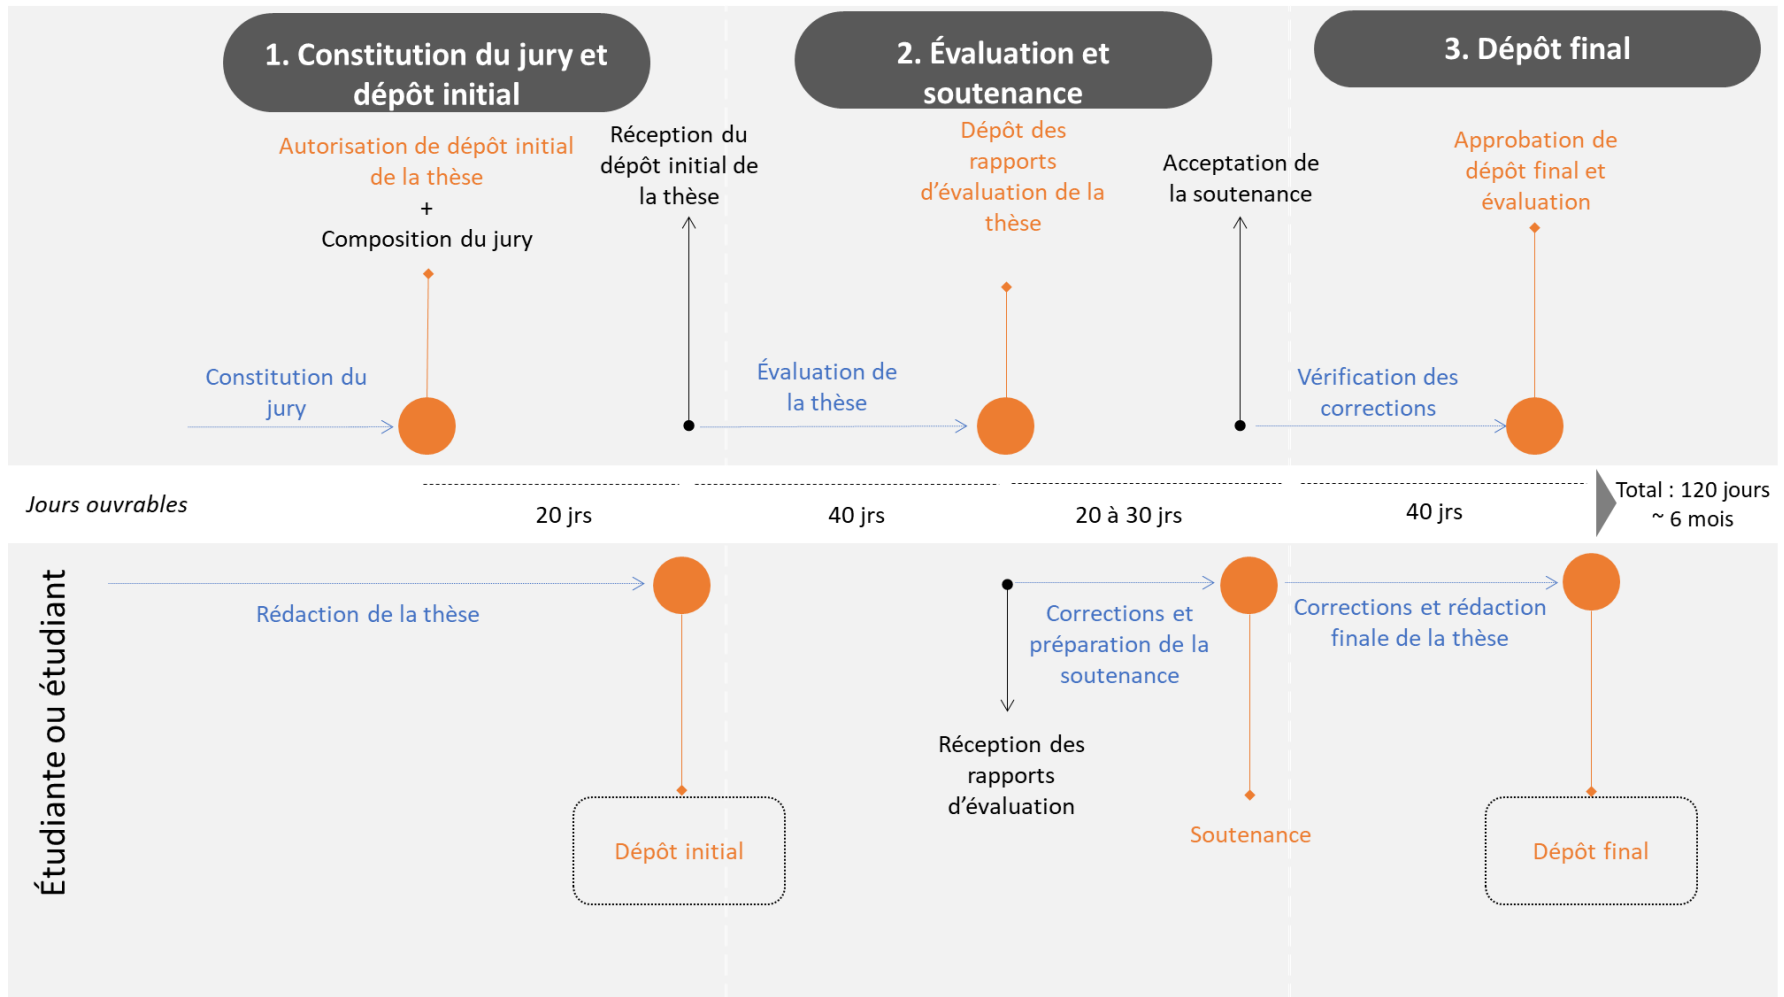 1. Constitution du jury et
dépôt initial
2. Évaluation et
soutenance
3. Dépôt final
Autorisation de dépôt initial
de la thèse
+
Composition du jury
Réception du
dépôt initial de
la thèse
Dépôt des
rapports
d’évaluation de la
thèse
Acceptation de
la soutenance
Approbation de
dépôt final et
évaluation
Constitution du
jury
Évaluation de
la thèse
Vérification des
corrections
Jours ouvrables
20 jrs
40 jrs
20 à 30 jrs
40 jrs
Total : 120 jours
~ 6 mois
Étudiante ou étudiant
Rédaction de la thèse
Corrections et
préparation de la
soutenance
Corrections et rédaction
finale de la thèse
Réception des
rapports
d’évaluation
Dépôt initial
Soutenance
Dépôt final